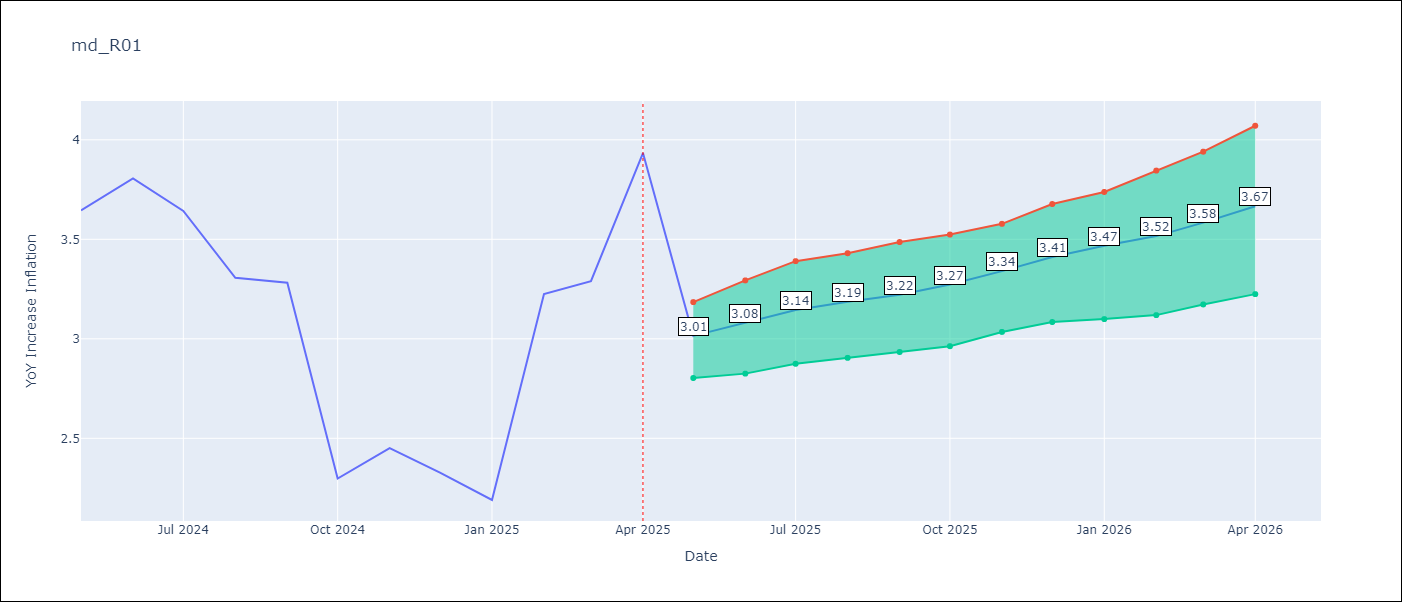 md_R01
YoY Increase Inflation
4
3.5
3
2.5
3.01
3.08
3.14
3.19
3.22
3.27
3.34
3.41
3.47
3.52
3.58
3.67
Jul 2024
Oct 2024
Jan 2025
Apr 2025
Jul 2025
Oct 2025
Jan 2026
Apr 2026
Date